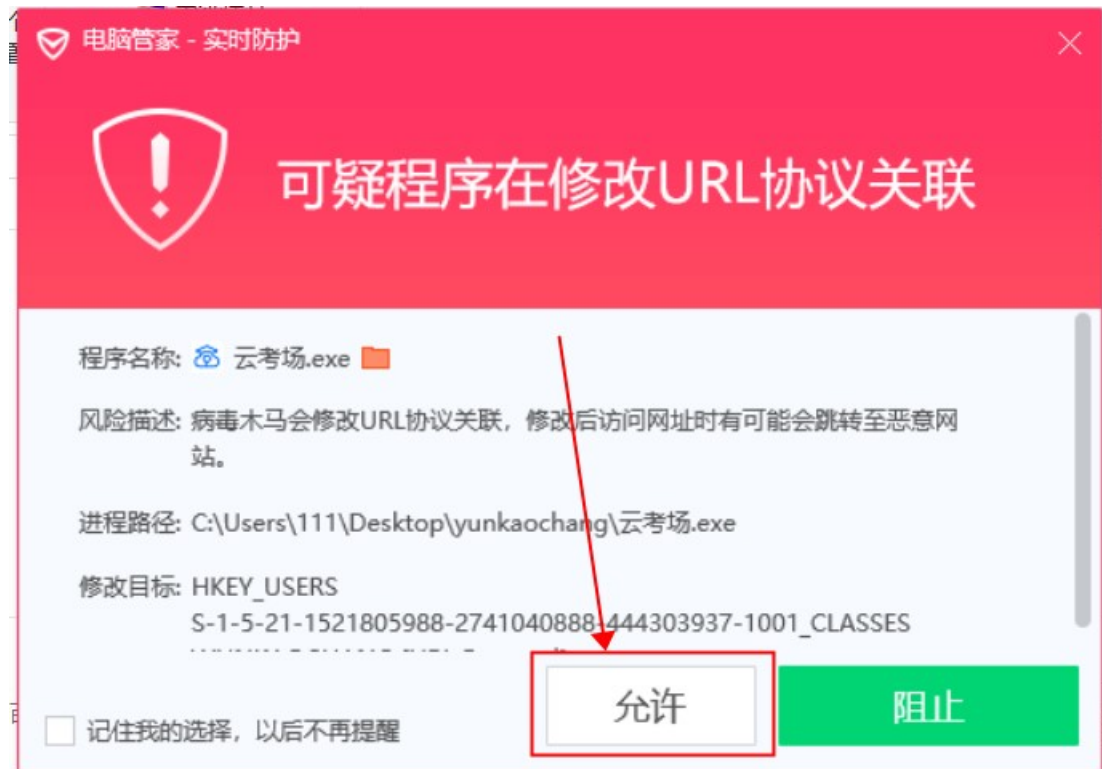 电脑管家 - 实时防护
可疑程序在修改URL协议关联
程序名称: 云考场.exe
风险描述: 病毒木马会修改URL协议关联，修改后访问网址时有可能会跳转至恶意网
站。
进程路径: C:\Users\111\Desktop\yunkaochang\云考场.exe
修改目标: HKEY_USERS
S-1-5-21-1521805988-2741040888-444303937-1001_CLASSES
记住我的选择，以后不再提醒
允许
阻止